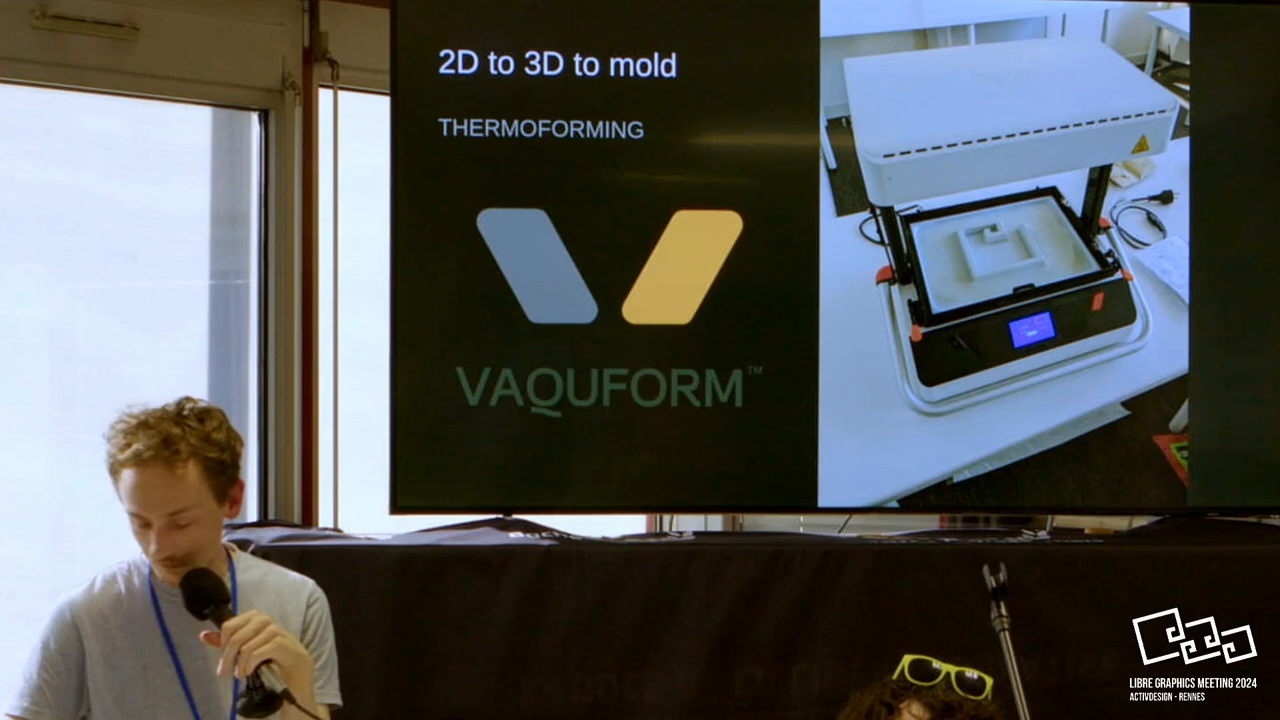 2D to 3D to mold
THERMOFORMING
VAQUFORM™
LIBRE GRAPHICS MEETING 2024
ACTIVDESIGN - RENNES